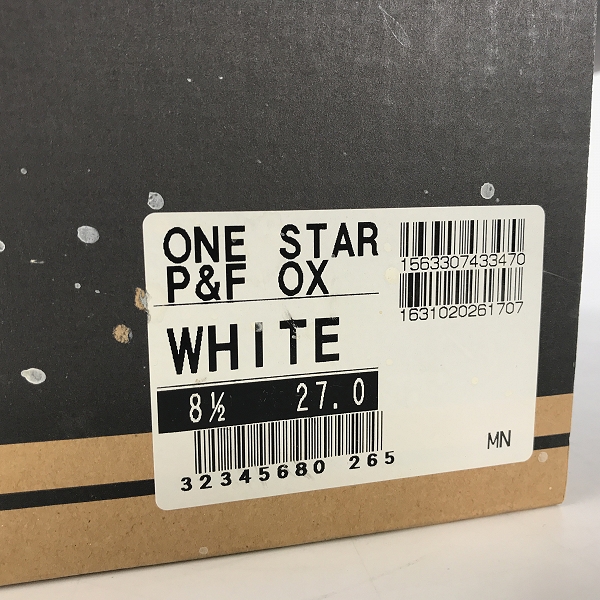 ONE STAR
P&F OX
WHITE
8½ 27.0
32345680 265
1563307433470
1631020261707
MN